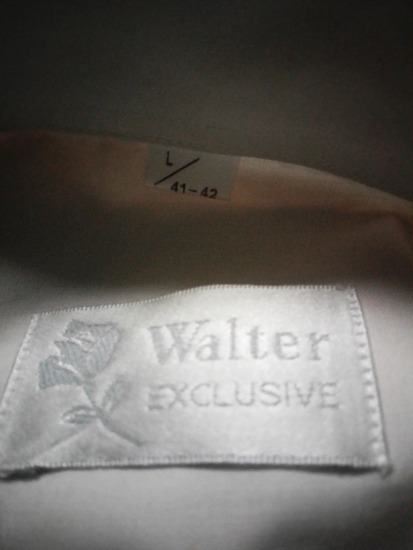 L/
41-42
Walter
EXCLUSIVE